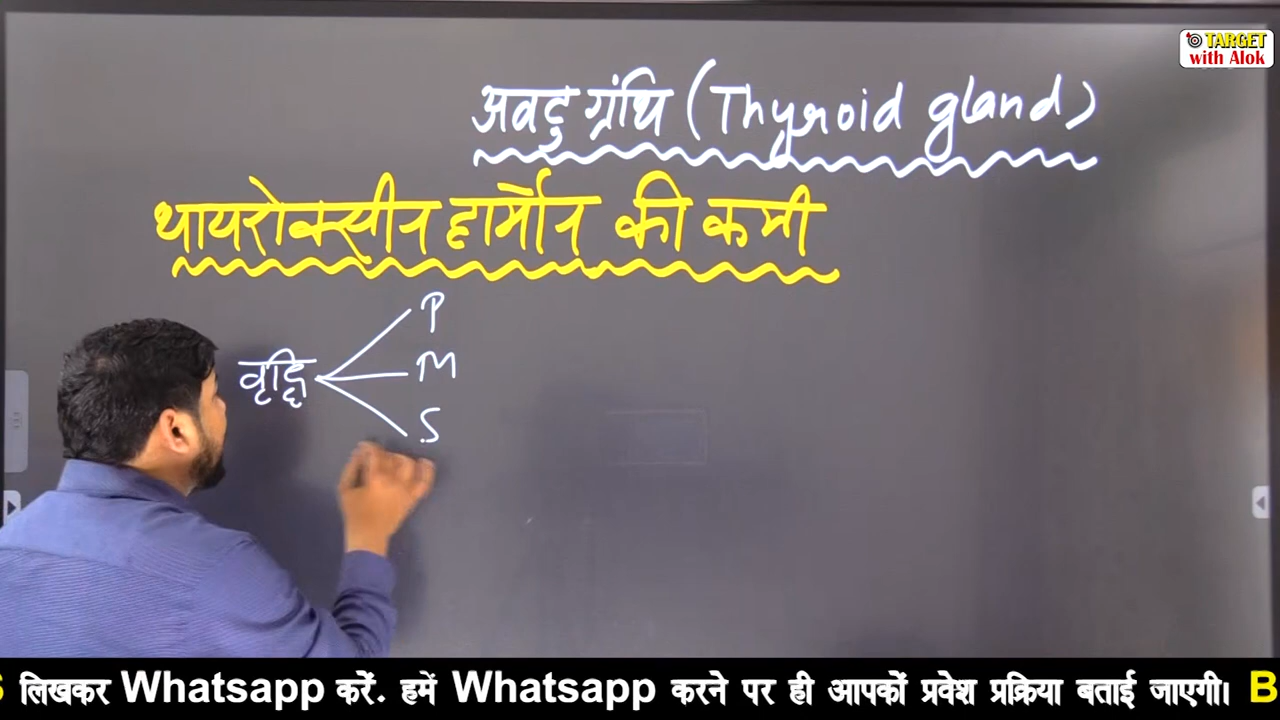 TARGET
with Alok
अवटु ग्रंथि (Thyroid gland)
थायरोक्सीन हार्मोन की कमी
वृद्धि
P
M
S
लिखकर Whatsapp करें. हमें Whatsapp करने पर ही आपकों प्रवेश प्रक्रिया बताई जाएगी। B